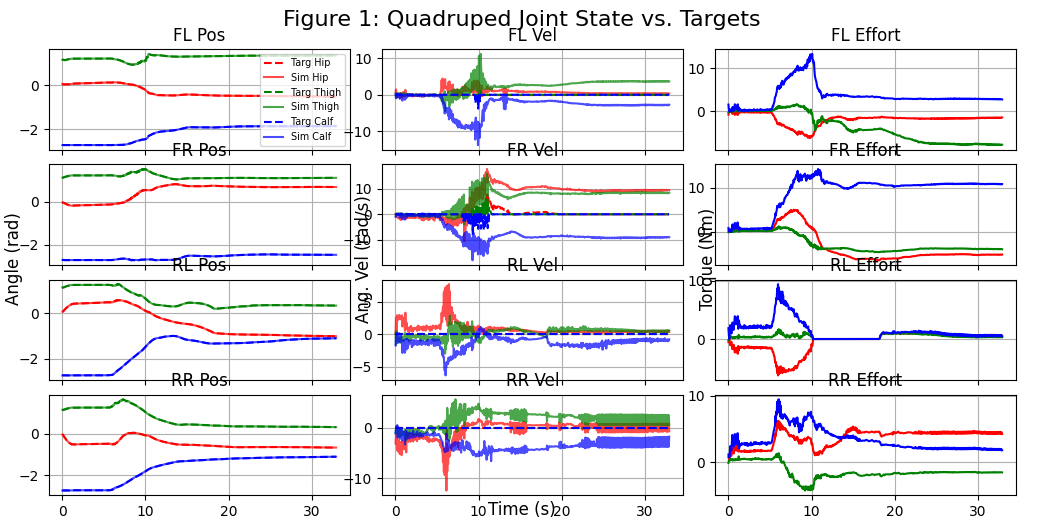 Figure 1: Quadruped Joint State vs. Targets
FL Pos
FL Vel
FL Effort
0
−2
Targ Hip
Sim Hip
Targ Thigh
Sim Thigh
Targ Calf
Sim Calf
10
0
−10
10
0
FR Pos
FR Vel
FR Effort
0
−2
10
0
−10
10
0
Angle (rad)
Ang. Vel (rad/s)
Torque (Nm)
RL Pos
RL Vel
RL Effort
0
−2
5
0
−5
10
0
RR Pos
RR Vel
RR Effort
0
−2
0
−10
10
0
0
10
20
30
0
10
20
30
0
10
20
30
Time (s)